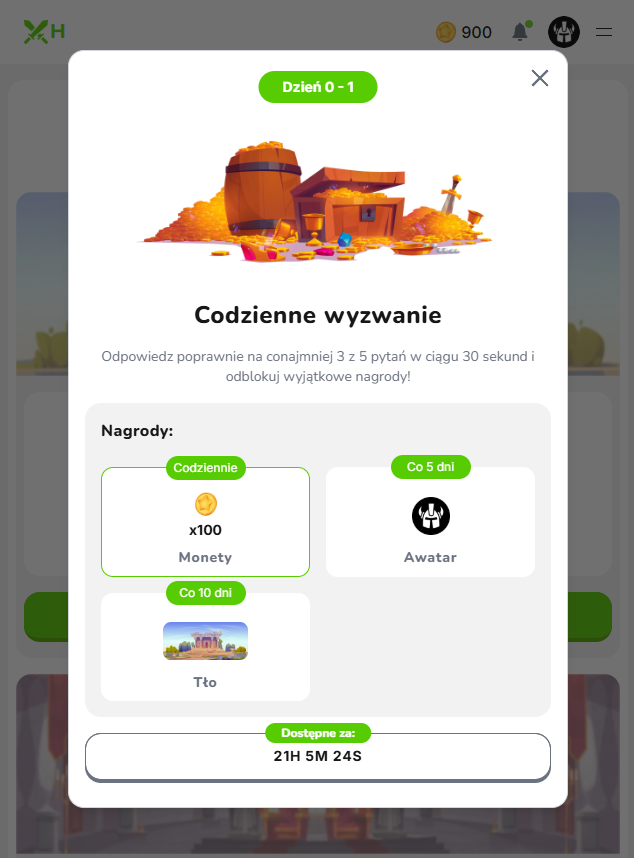 H
900
Dzień 0 - 1
Codzienne wyzwanie
Odpowiedz poprawnie na conajmniej 3 z 5 pytań w ciągu 30 sekund i
odblokuj wyjątkowe nagrody!
Nagrody:
Codziennie
x100
Monety
Co 5 dni
Awatar
Co 10 dni
Tło
Dostępne za:
21H 5M 24S